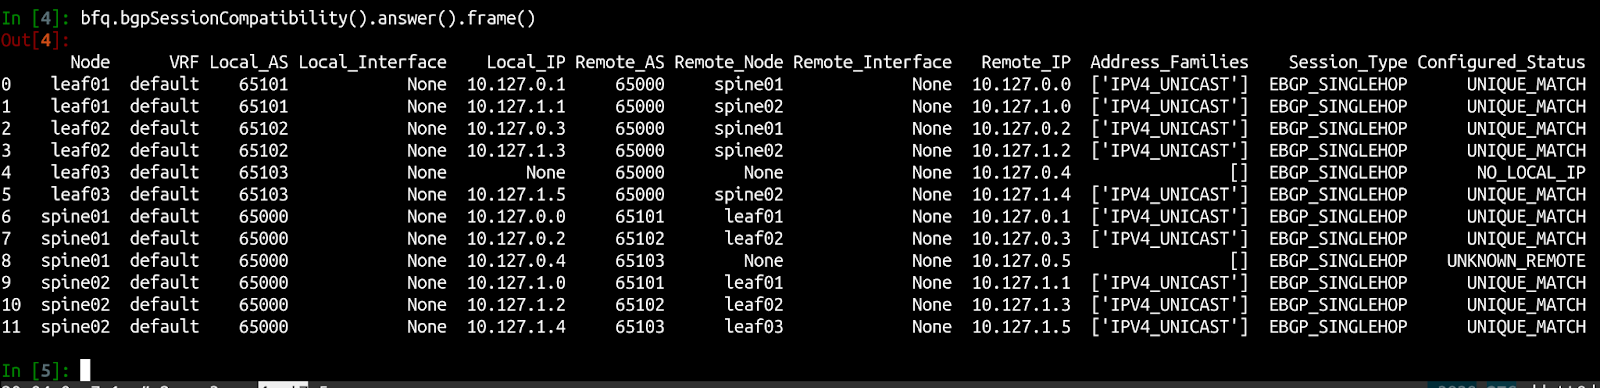 In [4]: bfq.bgpSessionCompatibility().answer().frame()
Out[4]:
Node VRF Local_AS Local_Interface Local_IP Remote_AS Remote_Node Remote_Interface Remote_IP Address_Families Session_Type Configured_Status
0 leaf01 default 65101 None 10.127.0.1 65000 spine01 None 10.127.0.0 ['IPV4_UNICAST'] EBGP_SINGLEHOP UNIQUE_MATCH
1 leaf01 default 65101 None 10.127.1.1 65000 spine02 None 10.127.1.0 ['IPV4_UNICAST'] EBGP_SINGLEHOP UNIQUE_MATCH
2 leaf02 default 65102 None 10.127.0.3 65000 spine01 None 10.127.0.2 ['IPV4_UNICAST'] EBGP_SINGLEHOP UNIQUE_MATCH
3 leaf02 default 65102 None 10.127.1.3 65000 spine02 None 10.127.1.2 ['IPV4_UNICAST'] EBGP_SINGLEHOP UNIQUE_MATCH
4 leaf03 default 65103 None None 65000 None None 10.127.0.4 [] EBGP_SINGLEHOP NO_LOCAL_IP
5 leaf03 default 65103 None 10.127.1.5 65000 spine02 None 10.127.1.4 ['IPV4_UNICAST'] EBGP_SINGLEHOP UNIQUE_MATCH
6 spine01 default 65000 None 10.127.0.0 65101 leaf01 None 10.127.0.1 ['IPV4_UNICAST'] EBGP_SINGLEHOP UNIQUE_MATCH
7 spine01 default 65000 None 10.127.0.2 65102 leaf02 None 10.127.0.3 ['IPV4_UNICAST'] EBGP_SINGLEHOP UNIQUE_MATCH
8 spine01 default 65000 None 10.127.0.4 65103 None None 10.127.0.5 [] EBGP_SINGLEHOP UNKNOWN_REMOTE
9 spine02 default 65000 None 10.127.1.0 65101 leaf01 None 10.127.1.1 ['IPV4_UNICAST'] EBGP_SINGLEHOP UNIQUE_MATCH
10 spine02 default 65000 None 10.127.1.2 65102 leaf02 None 10.127.1.3 ['IPV4_UNICAST'] EBGP_SINGLEHOP UNIQUE_MATCH
11 spine02 default 65000 None 10.127.1.4 65103 leaf03 None 10.127.1.5 ['IPV4_UNICAST'] EBGP_SINGLEHOP UNIQUE_MATCH
In [5]: